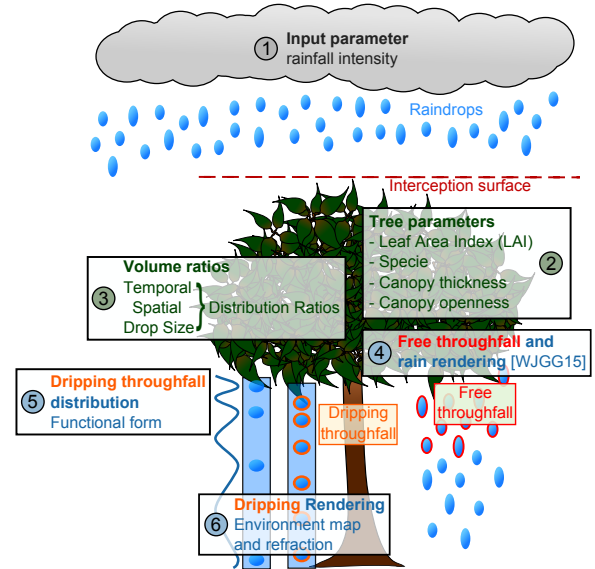 1 Input parameter
rainfall intensity
Raindrops
Interception surface
Tree parameters
- Leaf Area Index (LAI)
- Specie
- Canopy thickness
- Canopy openness
2
Volume ratios
3
Temporal
Spatial
Drop Size
Distribution Ratios
4
Free throughfall and
rain rendering [WJGG15]
5
Dripping throughfall
distribution
Functional form
Dripping
throughfall
Free
throughfall
6
Dripping Rendering
Environment map
and refraction